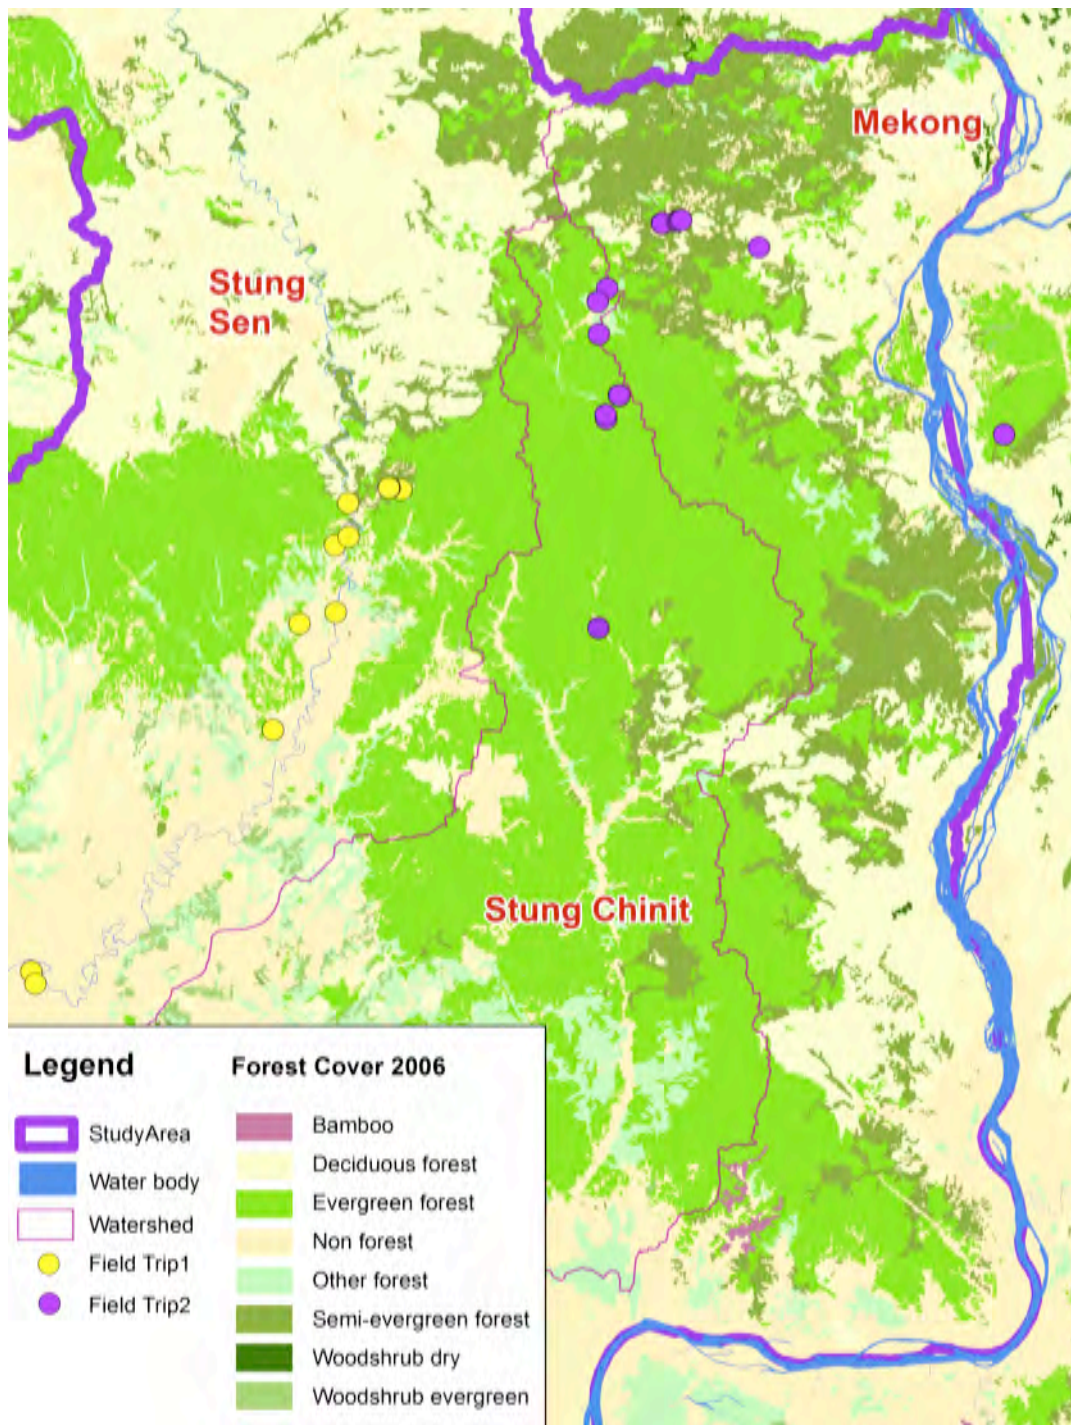 Mekong
Stung
Sen
Stung Chinit
Legend
StudyArea
Water body
Watershed
Field Trip1
Field Trip2
Forest Cover 2006
Bamboo
Deciduous forest
Evergreen forest
Non forest
Other forest
Semi-evergreen forest
Woodshrub dry
Woodshrub evergreen